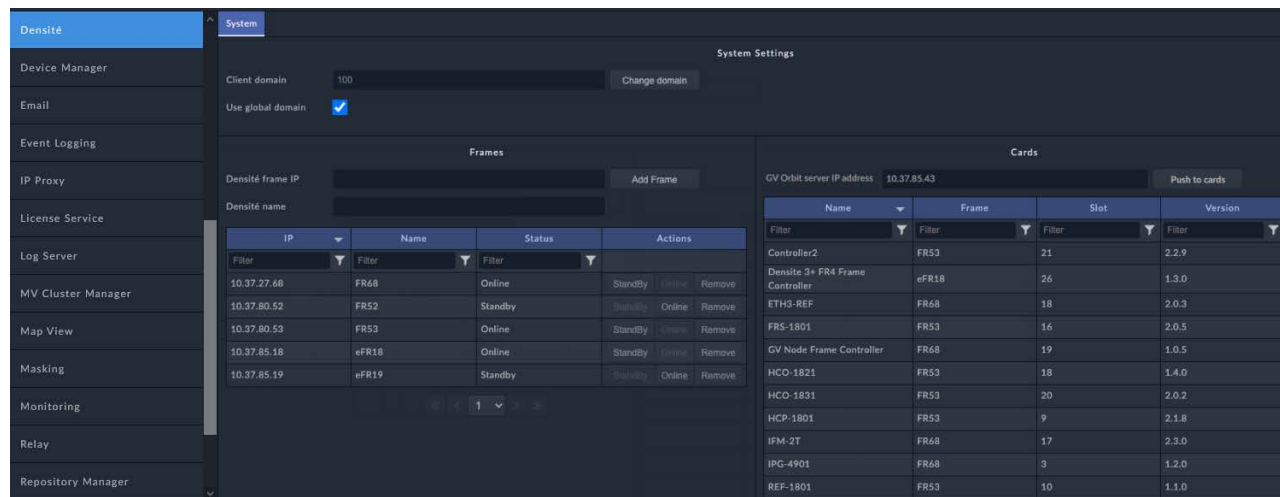 Densité
Device Manager
Email
Event Logging
IP Proxy
License Service
Log Server
MV Cluster Manager
Map View
Masking
Monitoring
Relay
Repository Manager
System
System Settings
Client domain 100 Change domain
Use global domain
Frames
Densité frame IP Add Frame
Densité name
IP Name Status Actions
Filter Filter Filter
10.37.27.68 FR68 Online StandBy Online Remove
10.37.80.52 FR52 Standby StandBy Online Remove
10.37.80.53 FR53 Online StandBy Online Remove
10.37.85.18 eFR18 Online StandBy Online Remove
10.37.85.19 eFR19 Standby StandBy Online Remove
1
Cards
GV Orbit server IP address 10.37.85.43 Push to cards
Name Frame Slot Version
Filter Filter Filter Filter
Controller2 FR53 21 2.2.9
Densite 3+ FR4 Frame
Controller eFR18 26 1.3.0
ETH3-REF FR68 18 2.0.3
FRS-1801 FR53 16 2.0.5
GV Node Frame Controller FR68 19 1.0.5
HCO-1821 FR53 18 1.4.0
HCO-1831 FR53 20 2.0.2
HCP-1801 FR53 9 2.1.8
IFM-2T FR68 17 2.3.0
IPG-4901 FR68 3 1.2.0
REF-1801 FR53 10 1.1.0